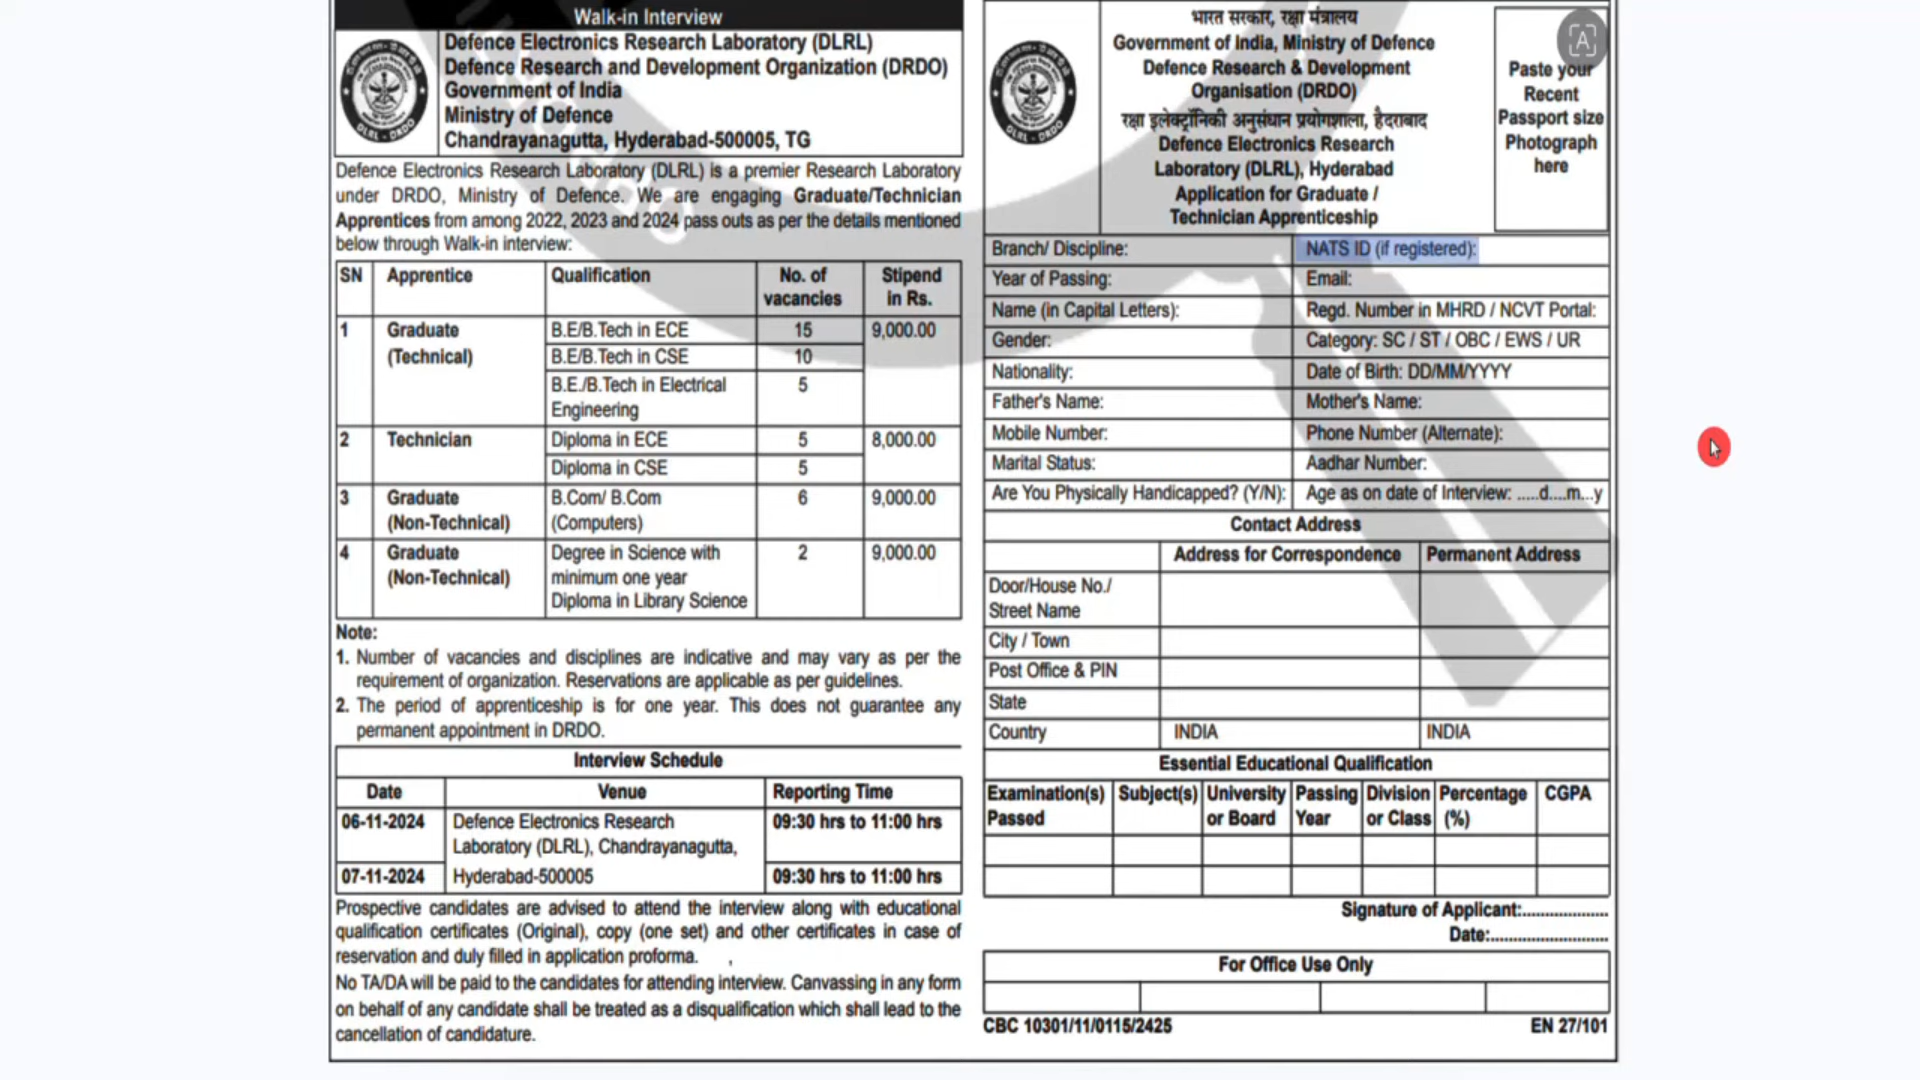 Walk-in Interview
Defence Electronics Research Laboratory (DLRL)
Defence Research and Development Organization (DRDO)
Government of India
Ministry of Defence
Chandrayanagutta, Hyderabad-500005, TG
DLRL - DRDO
Defence Electronics Research Laboratory (DLRL) is a premier Research Laboratory
under DRDO, Ministry of Defence. We are engaging Graduate/Technician
Apprentices from among 2022, 2023 and 2024 pass outs as per the details mentioned
below through Walk-in interview:
SN Apprentice Qualification No. of vacancies Stipend in Rs.
1 Graduate (Technical) B.E/B.Tech in ECE 15 9,000.00
B.E/B.Tech in CSE 10
B.E./B.Tech in Electrical Engineering 5
2 Technician Diploma in ECE 5 8,000.00
Diploma in CSE 5
3 Graduate (Non-Technical) B.Com/ B.Com (Computers) 6 9,000.00
4 Graduate (Non-Technical) Degree in Science with minimum one year Diploma in Library Science 2 9,000.00
Note:
1. Number of vacancies and disciplines are indicative and may vary as per the
requirement of organization. Reservations are applicable as per guidelines.
2. The period of apprenticeship is for one year. This does not guarantee any
permanent appointment in DRDO.
Interview Schedule
Date Venue Reporting Time
06-11-2024 Defence Electronics Research 09:30 hrs to 11:00 hrs
Laboratory (DLRL), Chandrayanagutta,
07-11-2024 Hyderabad-500005 09:30 hrs to 11:00 hrs
Prospective candidates are advised to attend the interview along with educational
qualification certificates (Original), copy (one set) and other certificates in case of
reservation and duly filled in application proforma.
No TA/DA will be paid to the candidates for attending interview. Canvassing in any form
on behalf of any candidate shall be treated as a disqualification which shall lead to the
cancellation of candidature.
भारत सरकार, रक्षा मंत्रालय
Government of India, Ministry of Defence
Defence Research & Development
Organisation (DRDO)
रक्षा इलेक्ट्रॉनिकी अनुसंधान प्रयोगशाला, हैदराबाद
Defence Electronics Research
Laboratory (DLRL), Hyderabad
Application for Graduate /
Technician Apprenticeship
DLRL - DRDO
Paste your
Recent
Passport size
Photograph
here
A
Branch/ Discipline: NATS ID (if registered):
Year of Passing: Email:
Name (in Capital Letters): Regd. Number in MHRD / NCVT Portal:
Gender: Category: SC / ST / OBC / EWS / UR
Nationality: Date of Birth: DD/MM/YYYY
Father's Name: Mother's Name:
Mobile Number: Phone Number (Alternate):
Marital Status: Aadhar Number:
Are You Physically Handicapped? (Y/N): Age as on date of Interview: .....d....m...y
Contact Address
Address for Correspondence Permanent Address
Door/House No./
Street Name
City / Town
Post Office & PIN
State
Country INDIA INDIA
Essential Educational Qualification
Examination(s) Passed Subject(s) University or Board Passing Year Division or Class Percentage (%) CGPA
Signature of Applicant:...................
Date:..........................
For Office Use Only
CBC 10301/11/0115/2425 EN 27/101